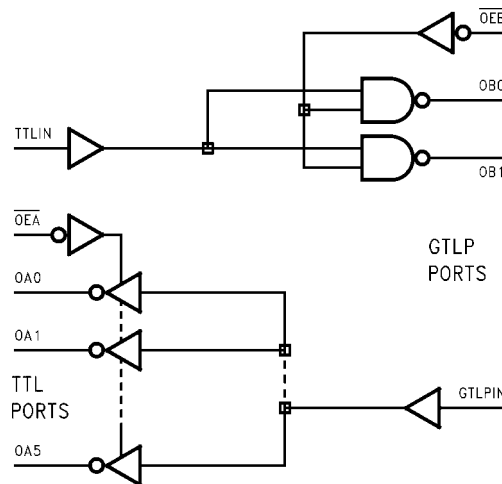 OEB
OB0
TTLIN
OB1
OEA
OA0
GTLP
PORTS
OA1
TTL
PORTS
GTLPIN
OA5